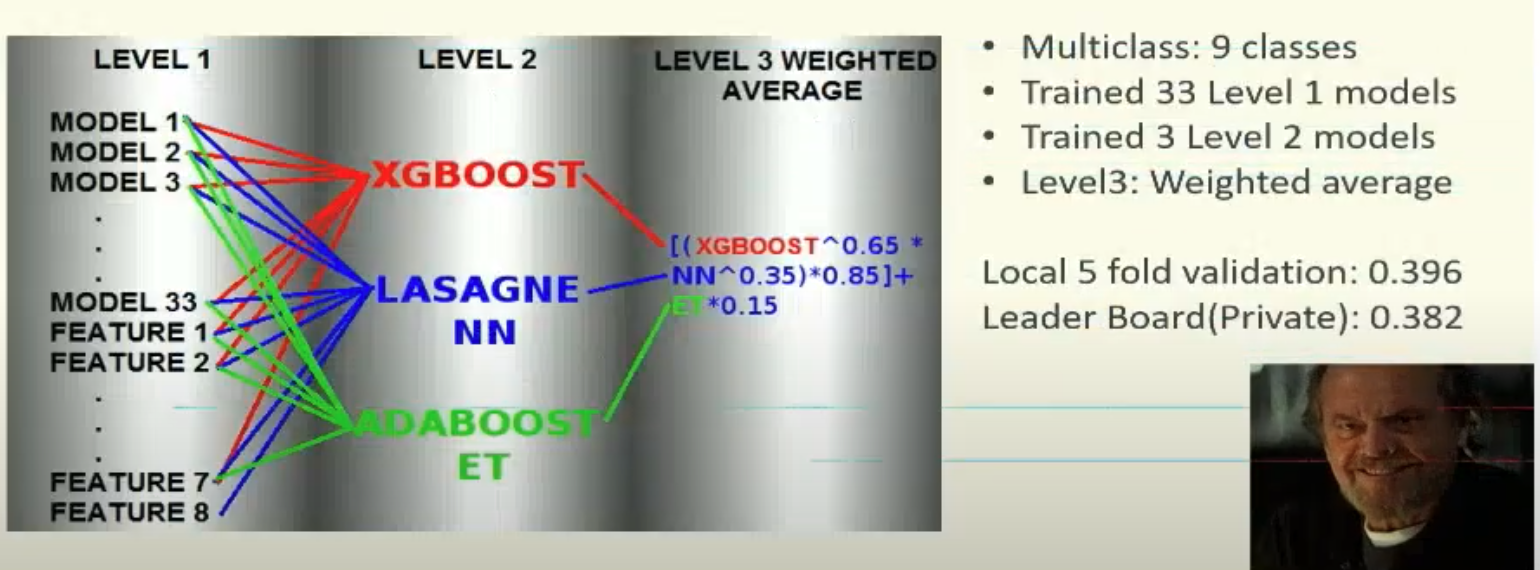 LEVEL 1
LEVEL 2
LEVEL 3 WEIGHTED
AVERAGE
MODEL 1
MODEL 2
MODEL 3
.
.
.
MODEL 33
FEATURE 1
FEATURE 2
.
.
.
FEATURE 7
FEATURE 8
XGBOOST
LASAGNE
NN
ADABOOST
ET
[(XGBOOST^0.65 *
NN^0.35)*0.85]+
ET*0.15
• Multiclass: 9 classes
• Trained 33 Level 1 models
• Trained 3 Level 2 models
• Level3: Weighted average
Local 5 fold validation: 0.396
Leader Board(Private): 0.382